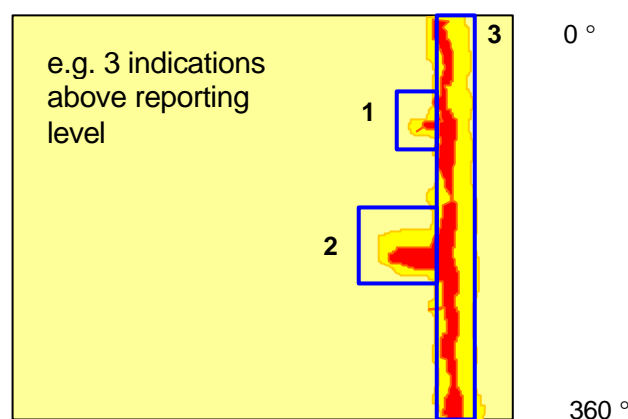 3
0 °
e.g. 3 indications
above reporting
level
1
2
360 °